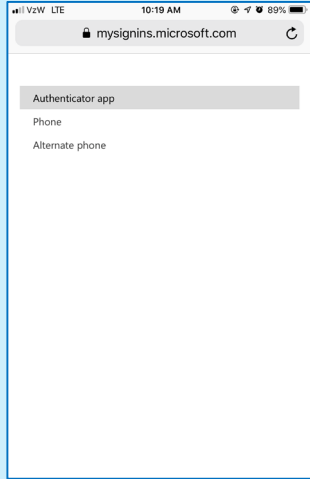 VzW LTE 10:19 AM 89%
mysignins.microsoft.com
Authenticator app
Phone
Alternate phone